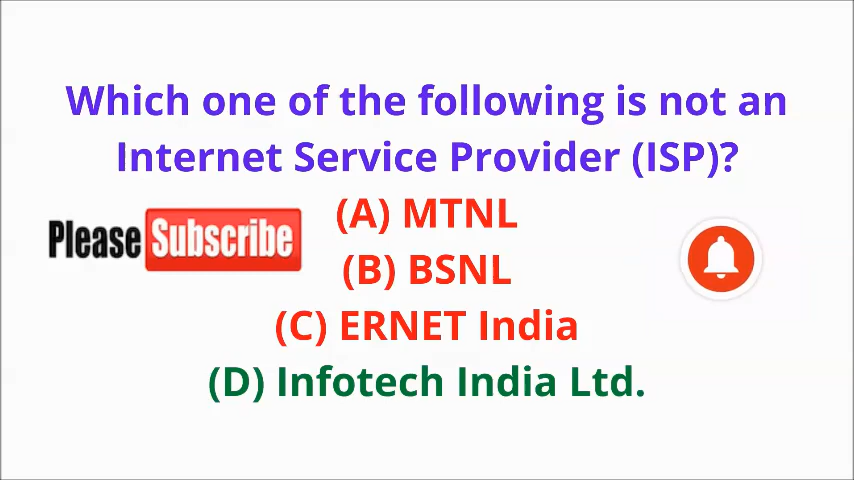 Which one of the following is not an
Internet Service Provider (ISP)?
(A) MTNL
Please Subscribe
(B) BSNL
(C) ERNET India
(D) Infotech India Ltd.